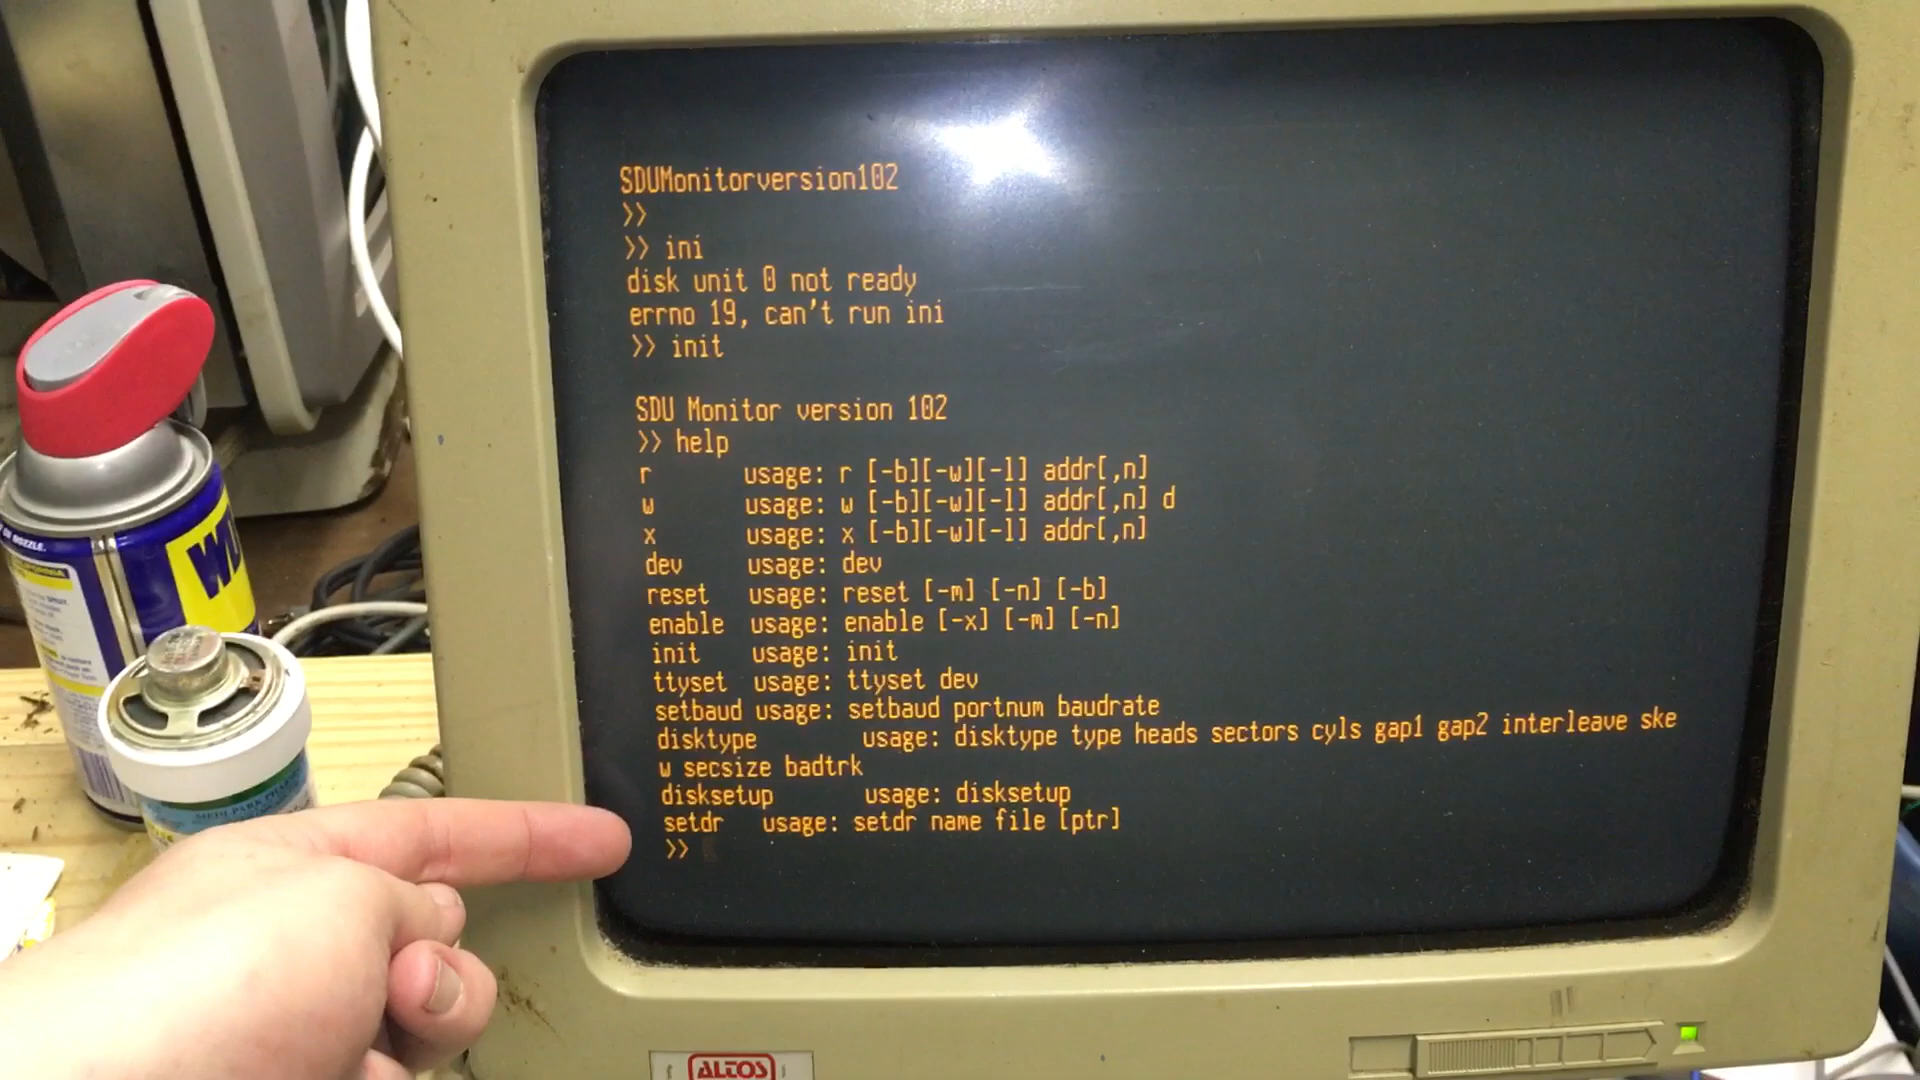 SDUMonitorversion102
>>
>> ini
disk unit 0 not ready
errno 19, can't run ini
>> init
SDU Monitor version 102
>> help
r usage: r [-b][-w][-l] addr[,n]
w usage: w [-b][-w][-l] addr[,n] d
x usage: x [-b][-w][-l] addr[,n]
dev usage: dev
reset usage: reset [-m] [-n] [-b]
enable usage: enable [-x] [-m] [-n]
init usage: init
ttyset usage: ttyset dev
setbaud usage: setbaud portnum baudrate
disktype usage: disktype type heads sectors cyls gap1 gap2 interleave ske
w secsize badtrk
disksetup usage: disksetup
setdr usage: setdr name file [ptr]
>>
ALTOS